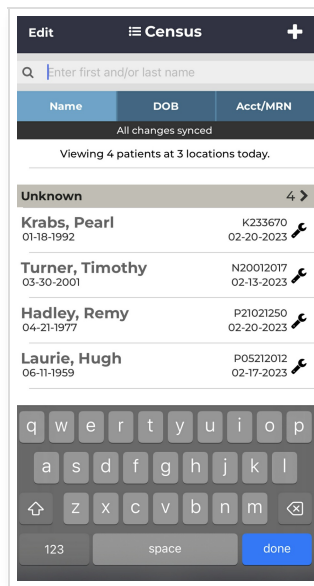 Edit Census +
Enter first and/or last name
Name DOB Acct/MRN
All changes synced
Viewing 4 patients at 3 locations today.
Unknown 4
Krabs, Pearl K233670
01-18-1992 02-20-2023
Turner, Timothy N20012017
03-30-2001 02-13-2023
Hadley, Remy P21021250
04-21-1977 02-20-2023
Laurie, Hugh P05212012
06-11-1959 02-17-2023
q w e r t y u i o p
a s d f g h j k l
z x c v b n m
123 space done